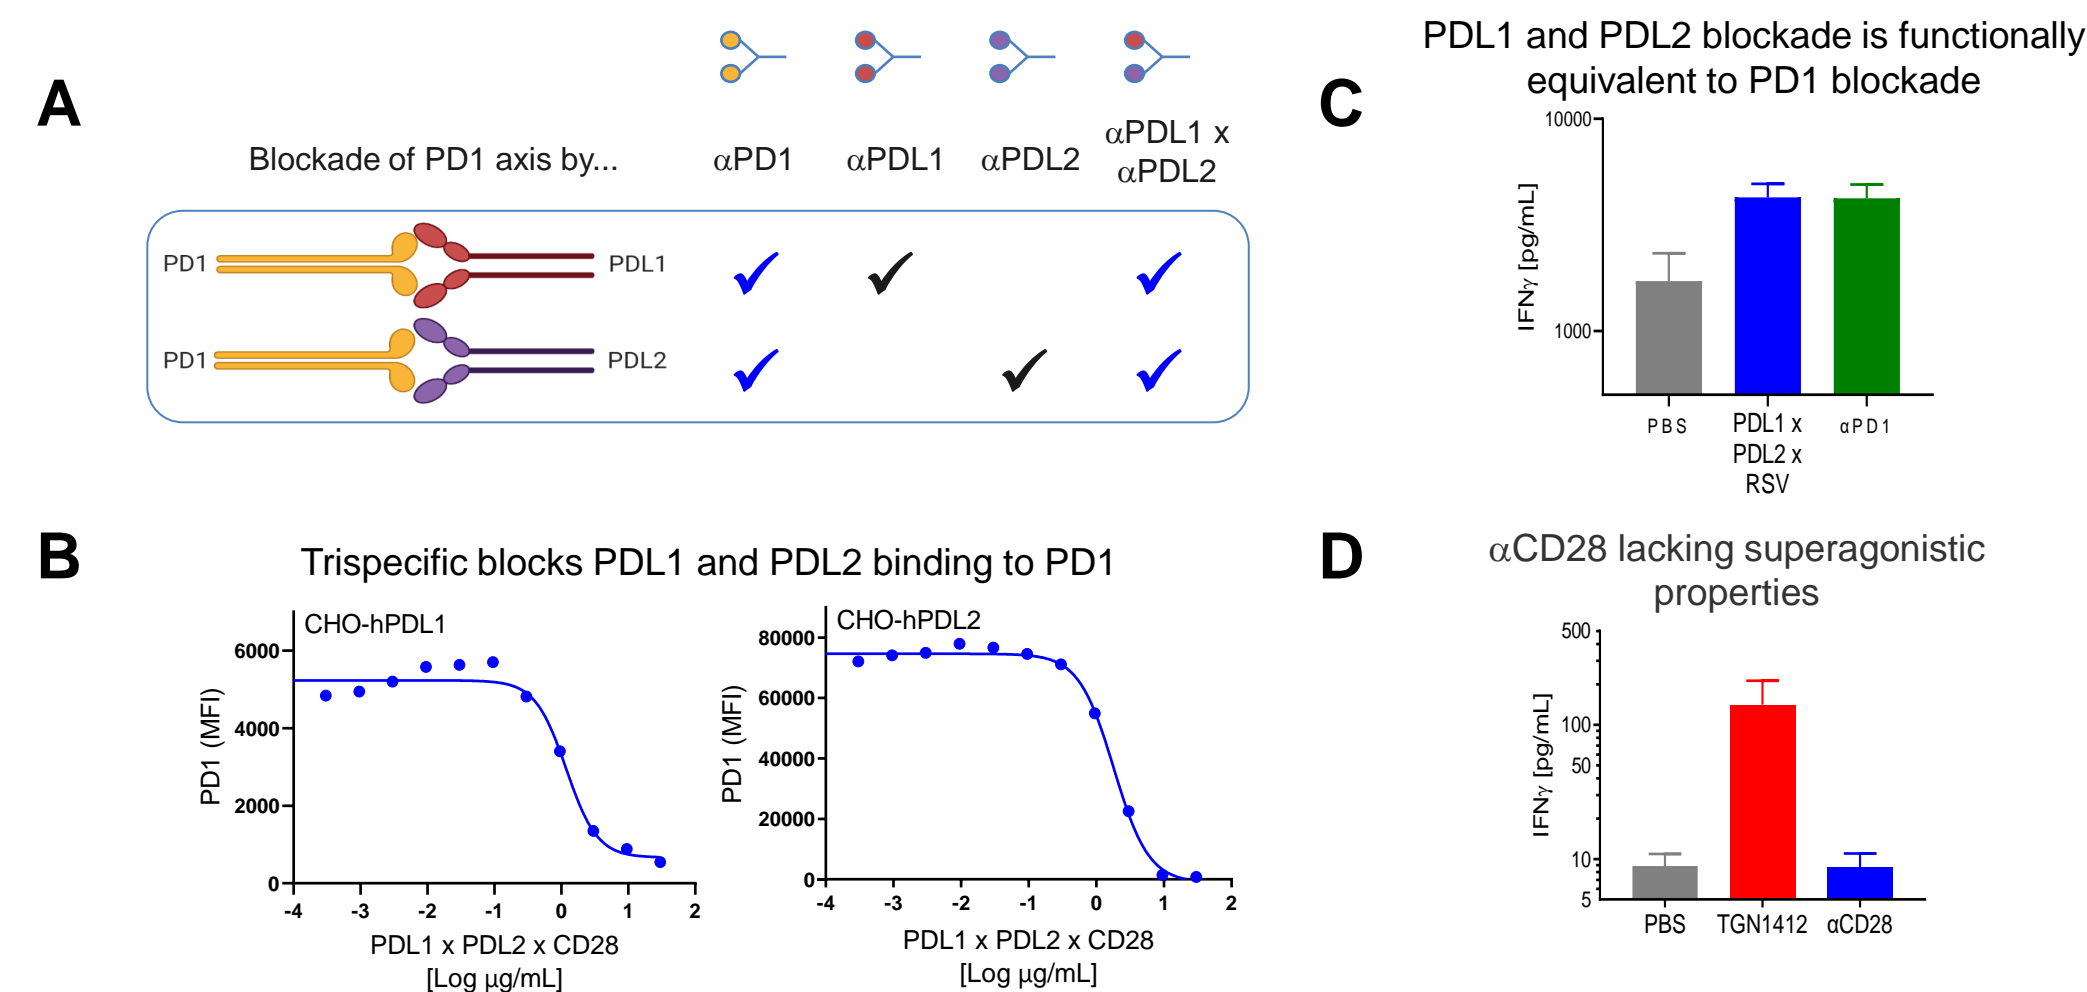 A
Blockade of PD1 axis by...
αPD1
αPDL1
αPDL2
αPDL1 x
αPDL2
PD1
PDL1
PD1
PDL2
B
Trispecific blocks PDL1 and PDL2 binding to PD1
CHO-hPDL1
PD1 (MFI)
6000
4000
2000
0
-4 -3 -2 -1 0 1 2
PDL1 x PDL2 x CD28
[Log μg/mL]
CHO-hPDL2
PD1 (MFI)
80000
60000
40000
20000
0
-4 -3 -2 -1 0 1 2
PDL1 x PDL2 x CD28
[Log μg/mL]
C
PDL1 and PDL2 blockade is functionally
equivalent to PD1 blockade
IFNγ [pg/mL]
10000
1000
PBS
PDL1 x
PDL2 x
RSV
αPD1
D
αCD28 lacking superagonistic
properties
IFNγ [pg/mL]
500
100
50
10
5
PBS TGN1412 αCD28